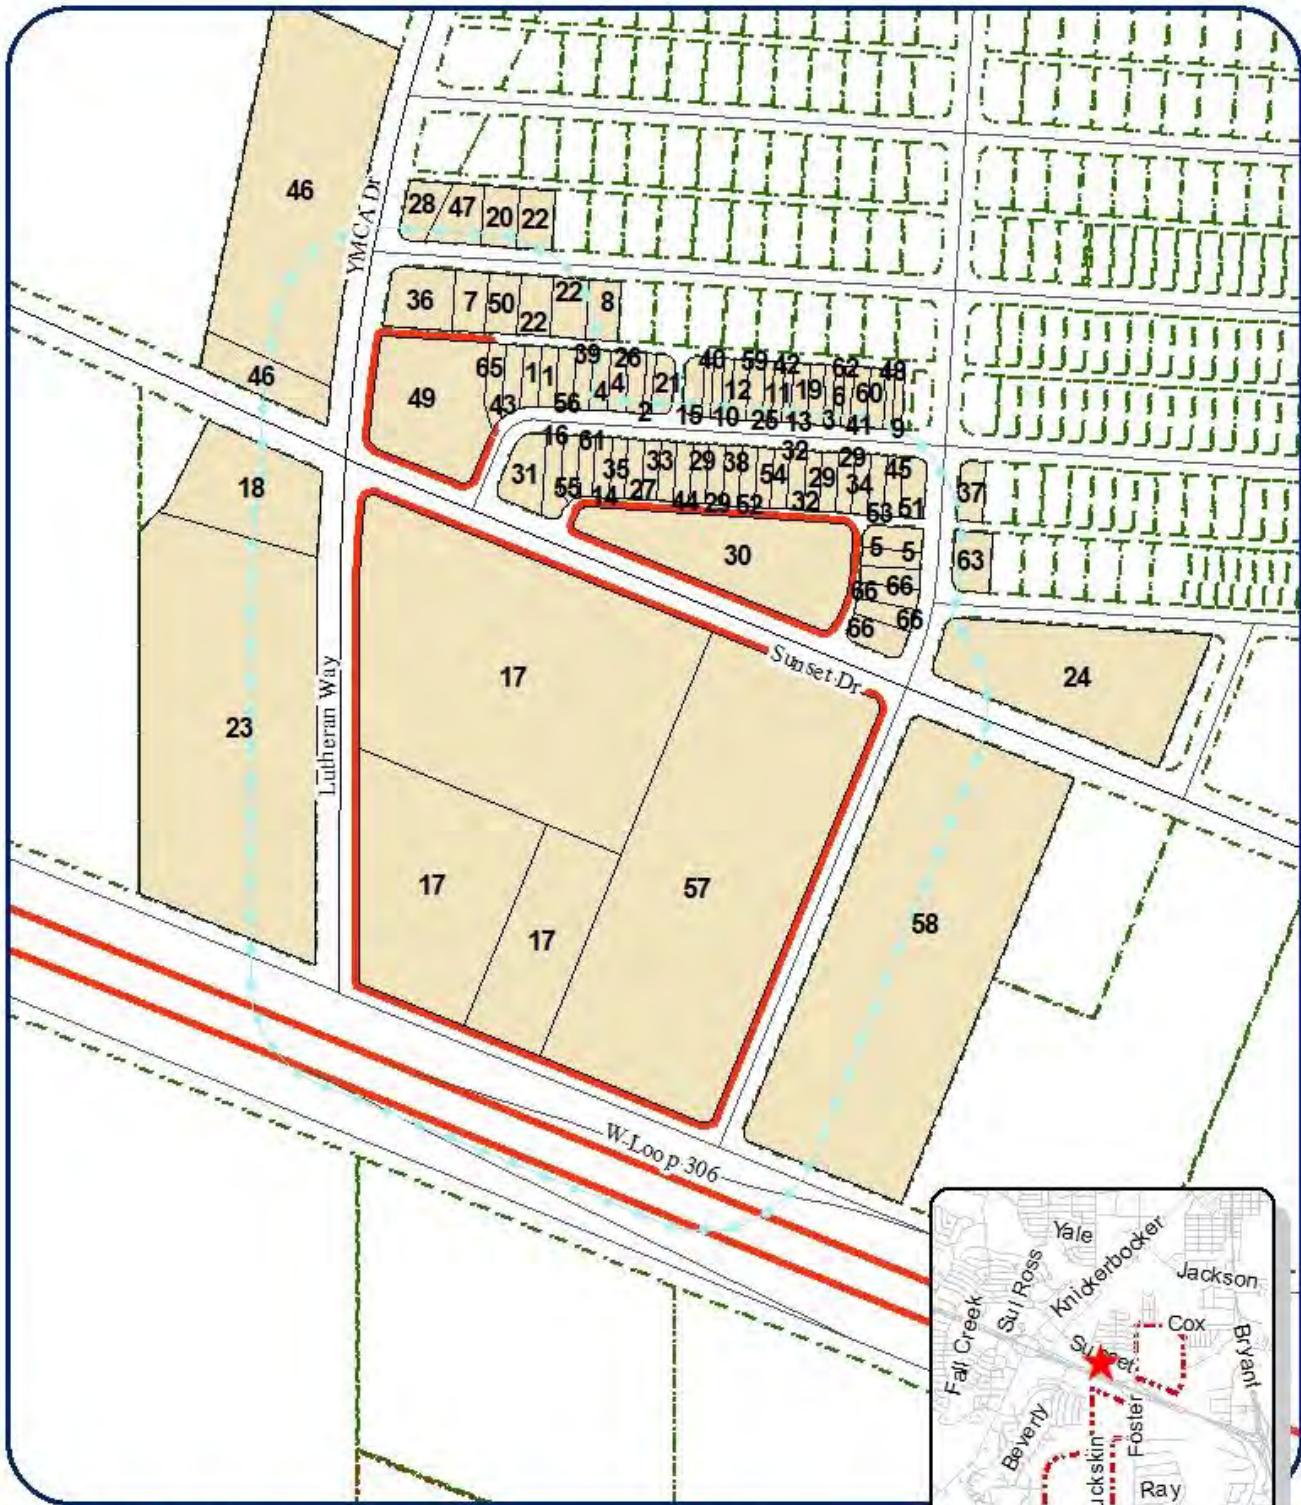 46
YMCA Dr
28 47 20 22
36 7 50 22 22 8
46
49
65 11 39 26
43 56 4 4 2 21
40 59 42 62 48
12 11 19 6 60
15 10 25 13 3 41 9
16 61 32 29
31 35 33 29 38 54 29 34 45
55 14 27 44 29 52 32 53 51
37
18
30
5 5
63
66 66
66 66
Sunset Dr
17
24
23
Lutheran Way
17
57
17
58
W Loop 306
Yale
Knickerbocker
Sul Ross
Jackson
Fall Creek
Cox
Sunset
Bryant
Beverly
Foster
uckskin
Ray